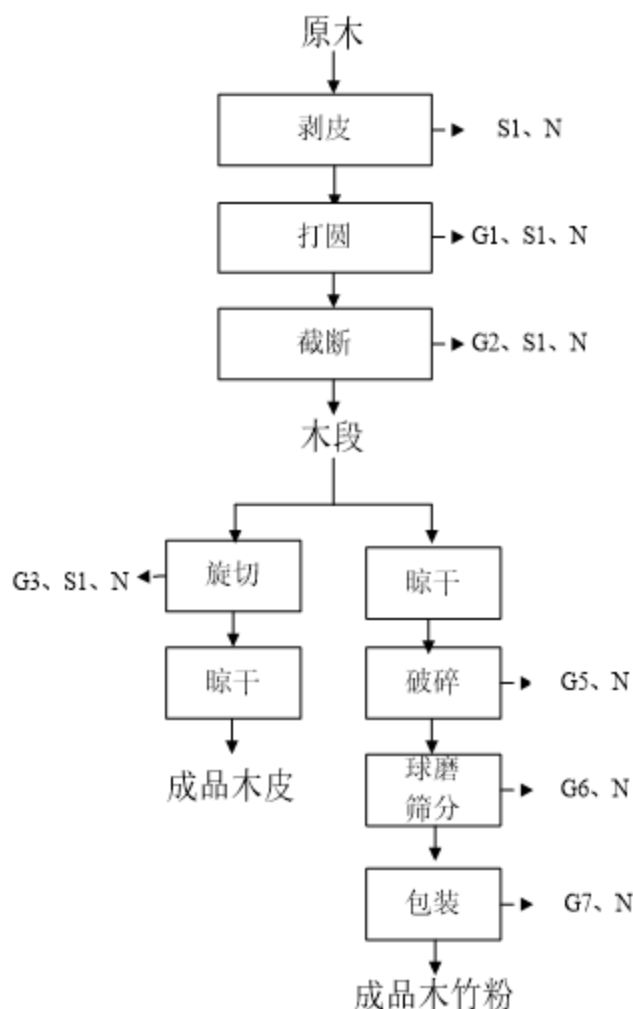 原木
剥皮
S1、N
打圆
G1、S1、N
截断
G2、S1、N
木段
旋切
G3、S1、N
晾干
成品木皮
晾干
破碎
G5、N
球磨
筛分
G6、N
包装
G7、N
成品木竹粉